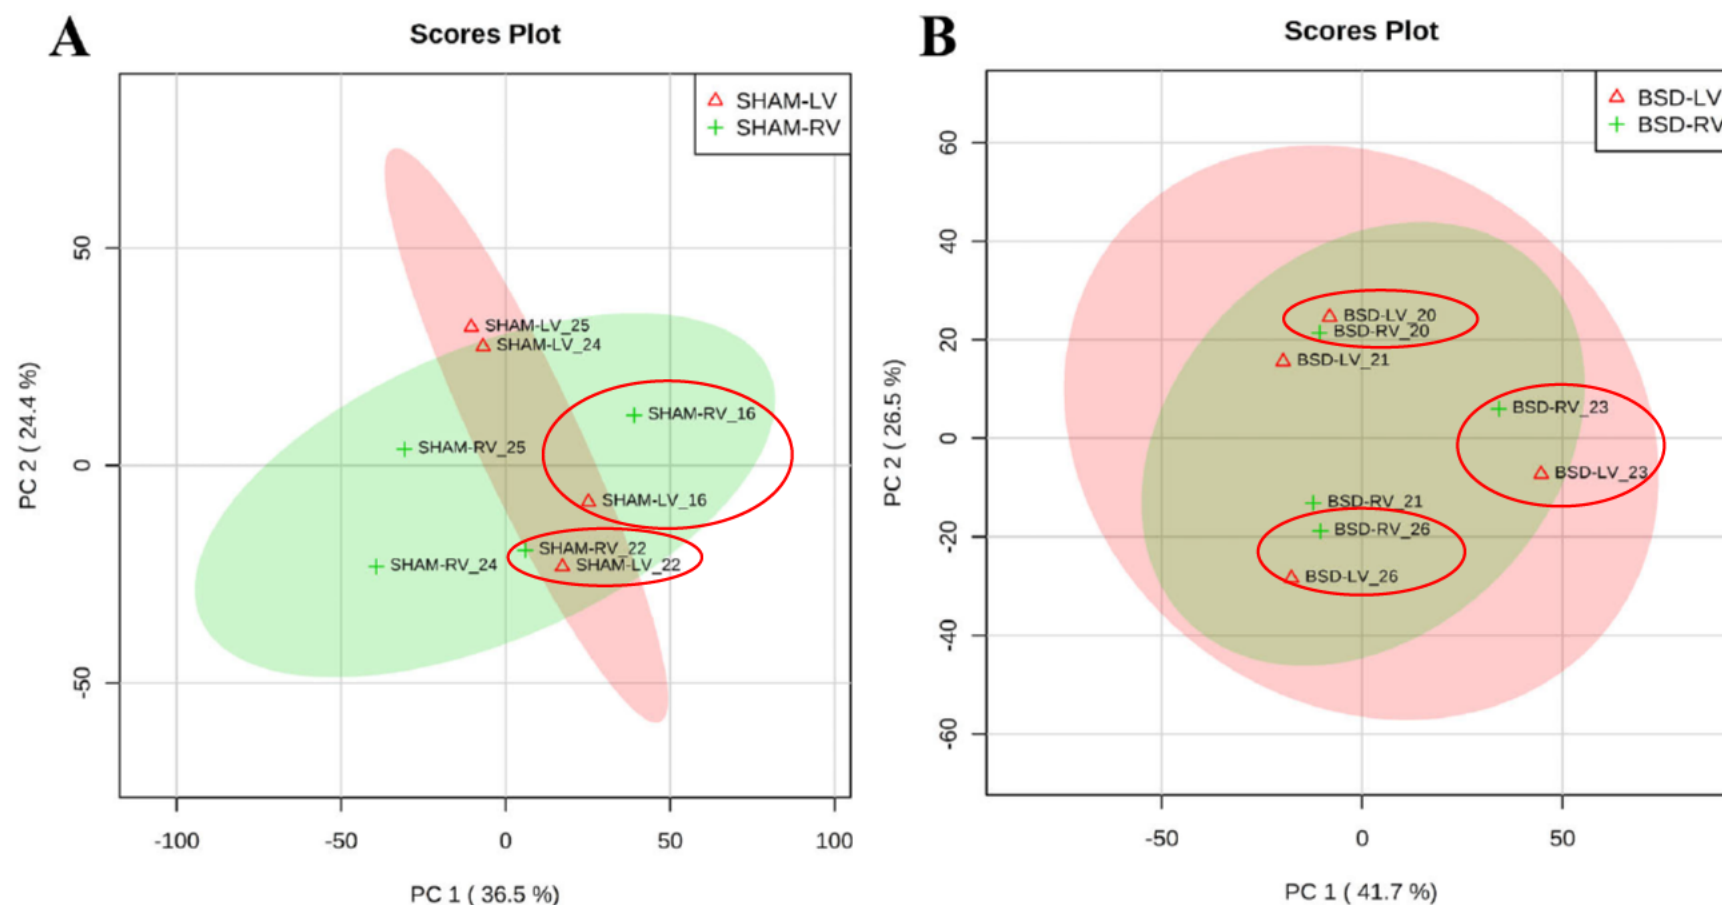 A
Scores Plot
SHAM-LV
SHAM-RV
SHAM-LV_25
SHAM-LV_24
SHAM-RV_16
SHAM-RV_25
SHAM-LV_16
SHAM-RV_22
SHAM-LV_22
SHAM-RV_24
PC 2 ( 24.4 %)
50
0
-50
-100
-50
0
50
100
PC 1 ( 36.5 %)
B
Scores Plot
BSD-LV
BSD-RV
BSD-LV_20
BSD-RV_20
BSD-LV_21
BSD-RV_23
BSD-LV_23
BSD-RV_21
BSD-RV_26
BSD-LV_26
PC 2 ( 26.5 %)
60
40
20
0
-20
-40
-60
-50
0
50
PC 1 ( 41.7 %)